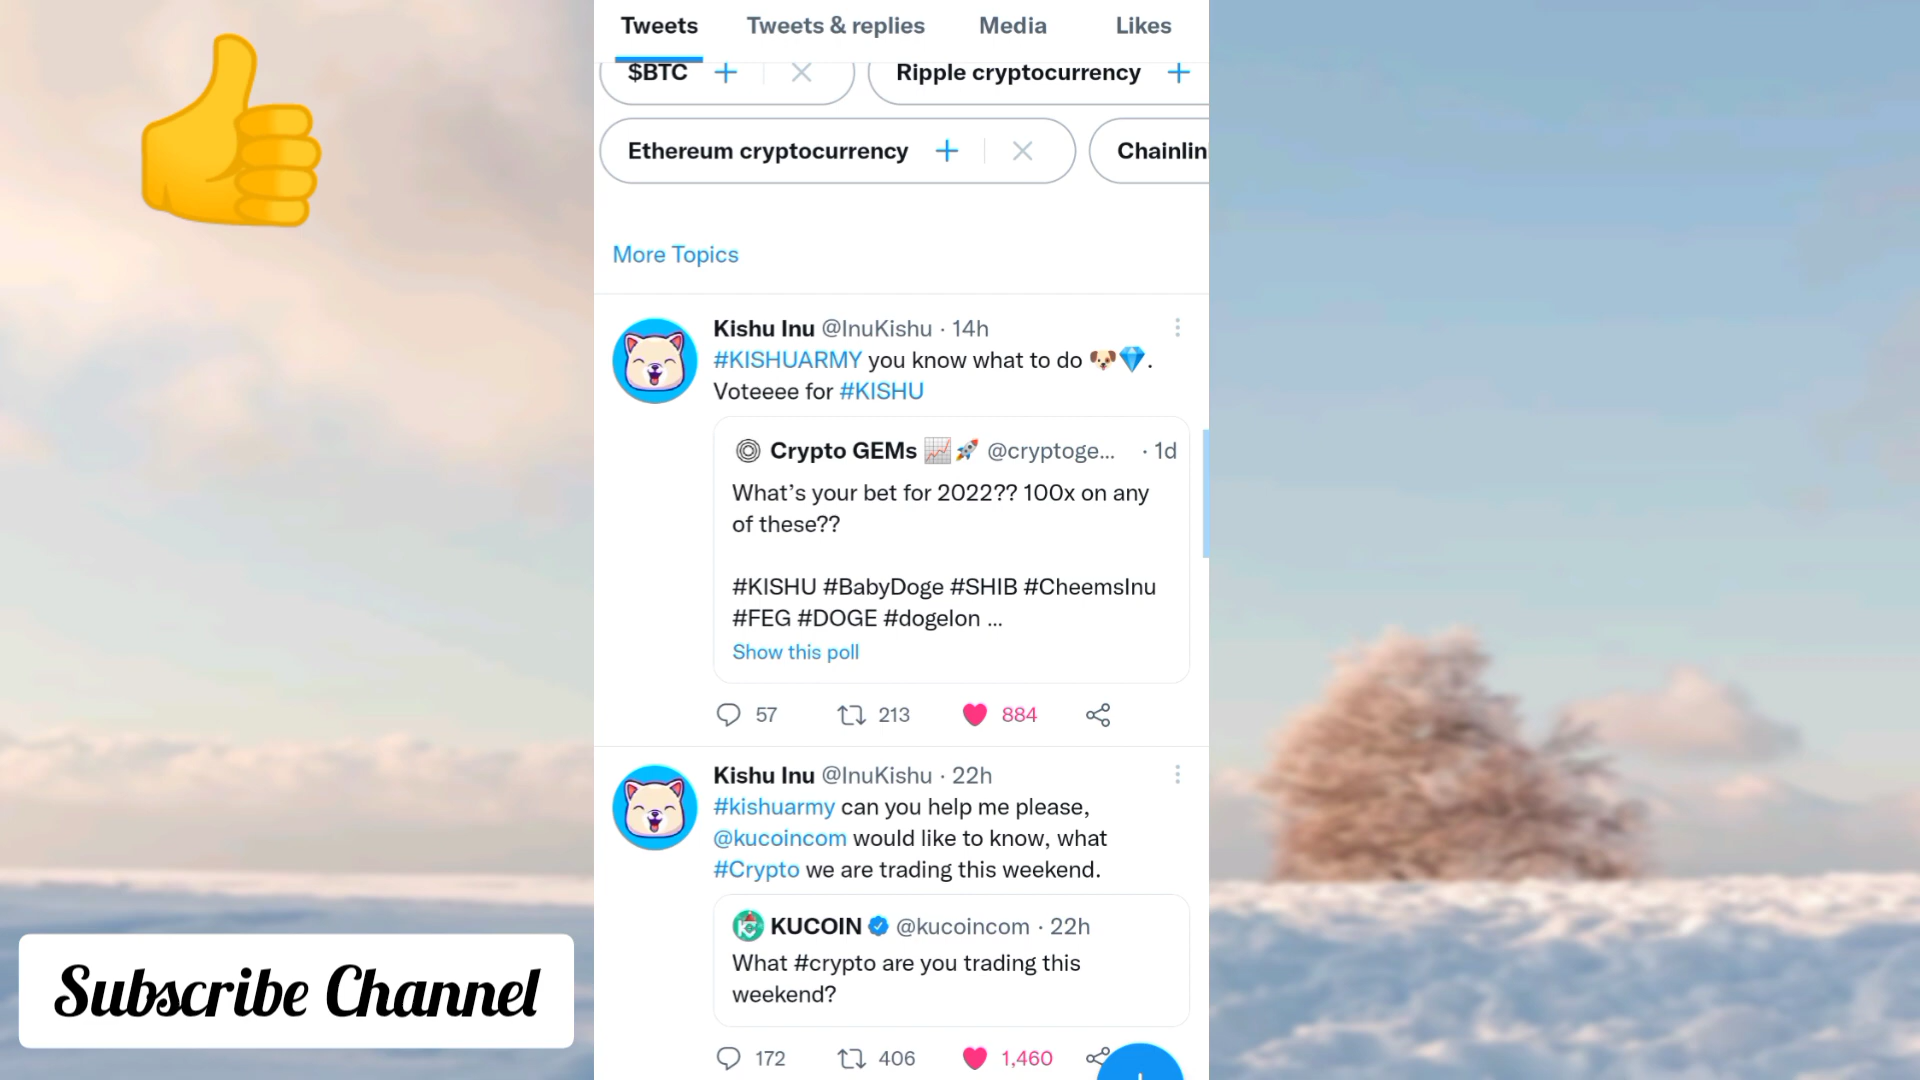 Tweets Tweets & replies Media Likes
$BTC Ripple cryptocurrency
Ethereum cryptocurrency Chainlin
More Topics
Kishu Inu @InuKishu · 14h
#KISHUARMY you know what to do 🐶💎.
Voteeee for #KISHU
Crypto GEMs 📈🚀 @cryptoge... · 1d
What's your bet for 2022?? 100x on any
of these??
#KISHU #BabyDoge #SHIB #CheemsInu
#FEG #DOGE #dogelon ...
Show this poll
57 213 884
Kishu Inu @InuKishu · 22h
#kishuarmy can you help me please,
@kucoincom would like to know, what
#Crypto we are trading this weekend.
KUCOIN @kucoincom · 22h
What #crypto are you trading this
weekend?
172 406 1,460
Subscribe Channel